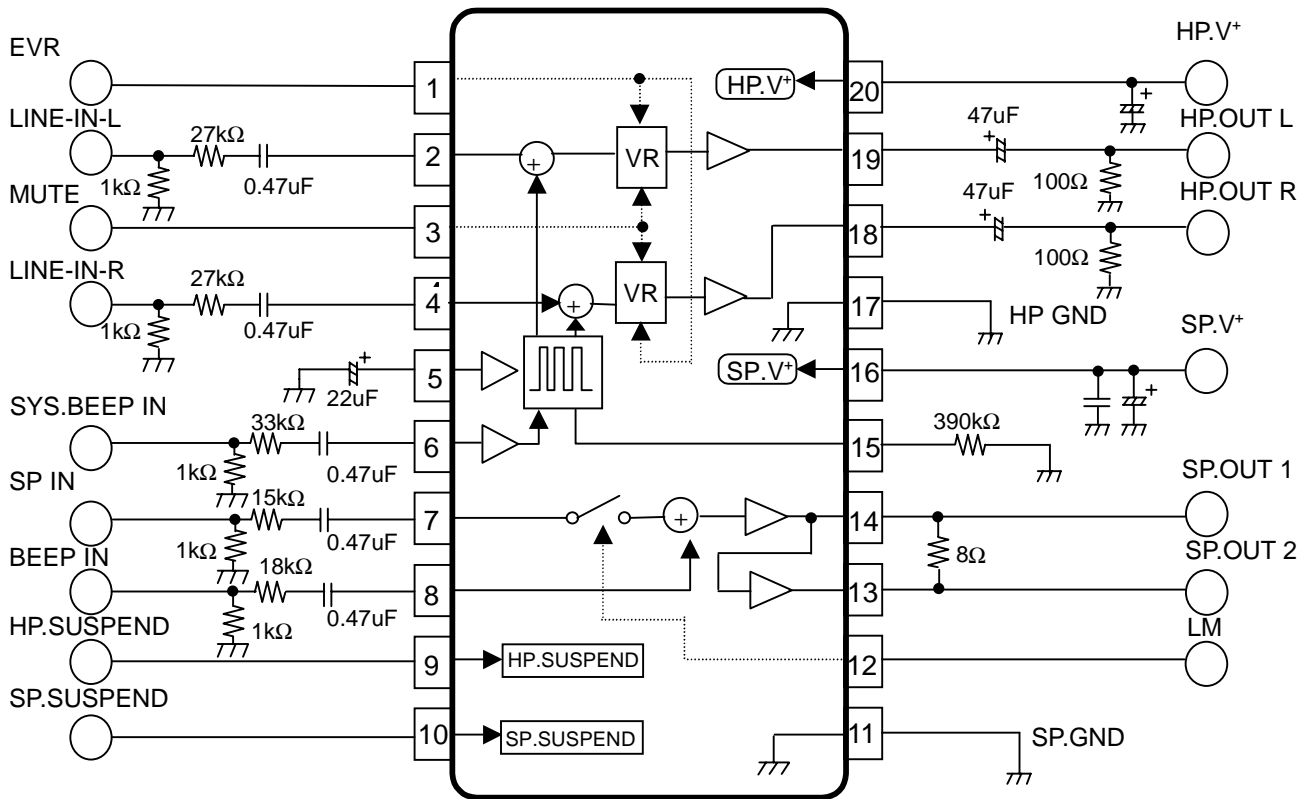 EVR
LINE-IN-L
27kΩ
1kΩ
0.47uF
MUTE
LINE-IN-R
27kΩ
1kΩ
0.47uF
22uF
SYS.BEEP IN
33kΩ
1kΩ
0.47uF
SP IN
15kΩ
1kΩ
0.47uF
BEEP IN
18kΩ
1kΩ
0.47uF
HP.SUSPEND
SP.SUSPEND
1
2
3
4
5
6
7
8
9
10
HP.V+
+
VR
+
VR
SP.V+
+
HP.SUSPEND
SP.SUSPEND
20
19
18
17
16
15
14
13
12
11
HP.V+
+
47uF
+
HP.OUT L
100Ω
47uF
+
HP.OUT R
100Ω
HP GND
SP.V+
+
390kΩ
SP.OUT 1
8Ω
SP.OUT 2
LM
SP.GND
+